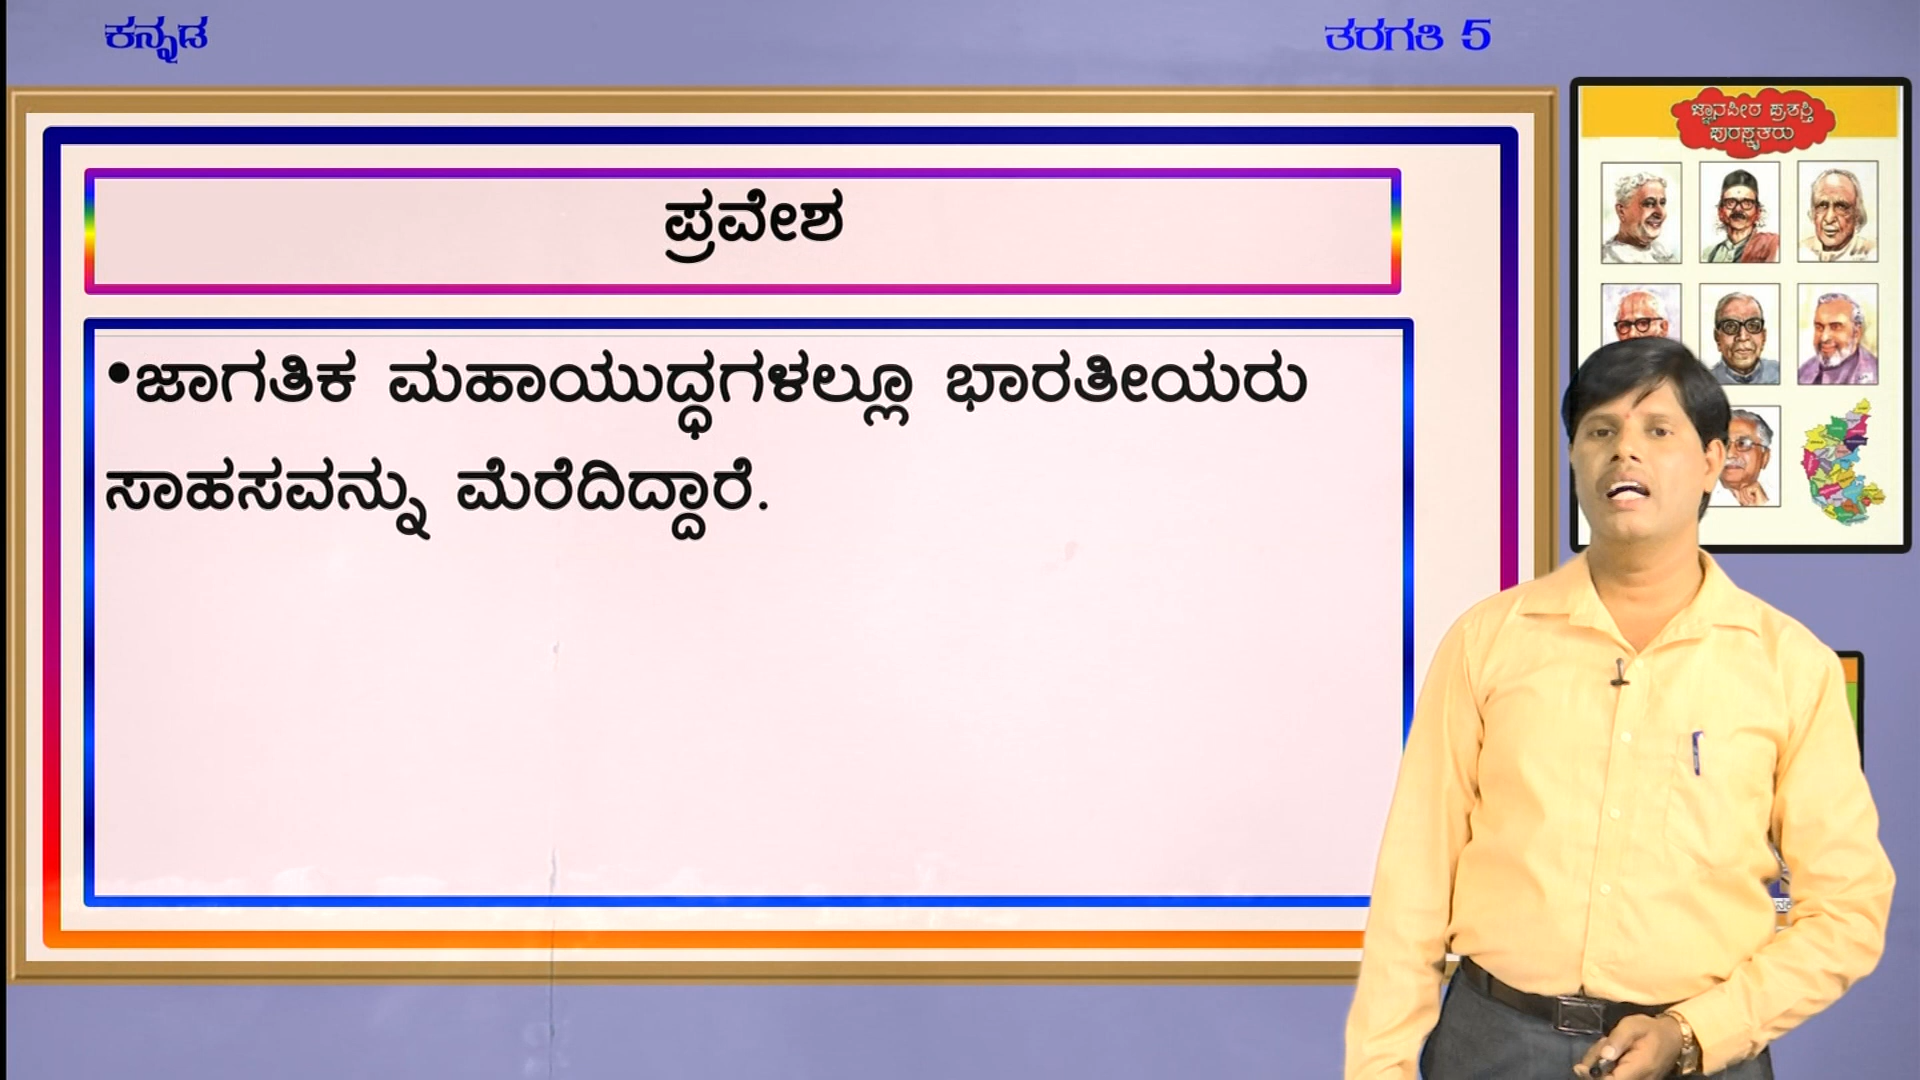 ಕನ್ನಡ
ತರಗತಿ 5
ಜ್ಞಾನಪೀಠ ಪ್ರಶಸ್ತಿ
ಪುರಸ್ಕೃತರು
ಪ್ರವೇಶ
•ಜಾಗತಿಕ ಮಹಾಯುದ್ಧಗಳಲ್ಲೂ ಭಾರತೀಯರು
ಸಾಹಸವನ್ನು ಮೆರೆದಿದ್ದಾರೆ.